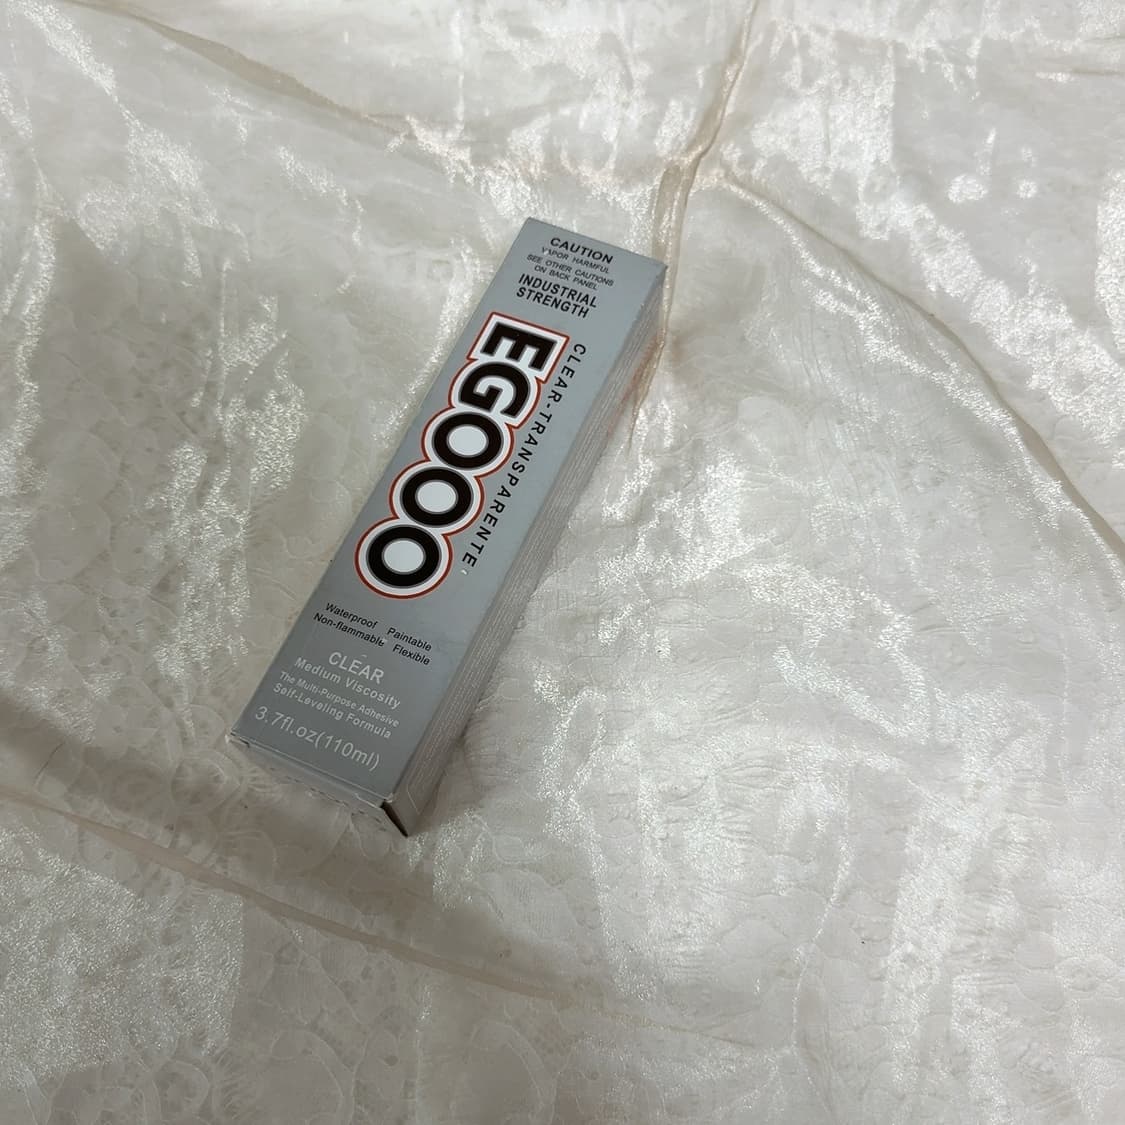 CAUTION
VAPOR HARMFUL
SEE OTHER CAUTIONS
ON BACK PANEL
INDUSTRIAL
STRENGTH
EGOOO
CLEAR-TRANSPARENTE
Waterproof Paintable
Non-flammable Flexible
CLEAR
Medium Viscosity
The Multi-Purpose Adhesive
Self-Leveling Formula
3.7fl.oz(110ml)